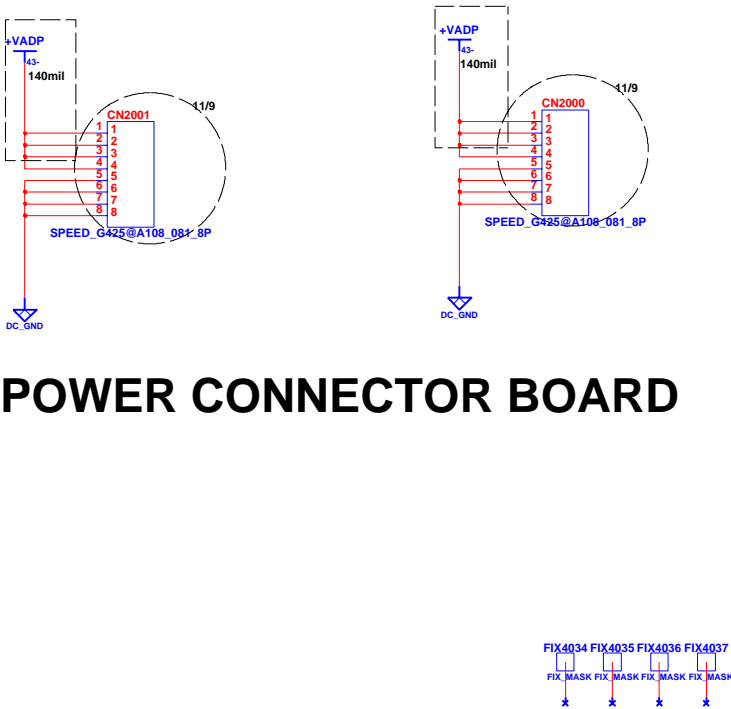 +VADP
43-
140mil
11/9
CN2001
1 1
2 2
3 3
4 4
5 5
6 6
7 7
8 8
SPEED_G425@A108_081_8P
DC_GND
+VADP
43-
140mil
11/9
CN2000
1 1
2 2
3 3
4 4
5 5
6 6
7 7
8 8
SPEED_G425@A108_081_8P
DC_GND
POWER CONNECTOR BOARD
FIX4034 FIX4035 FIX4036 FIX4037
FIX_MASK FIX_MASK FIX_MASK FIX_MASK